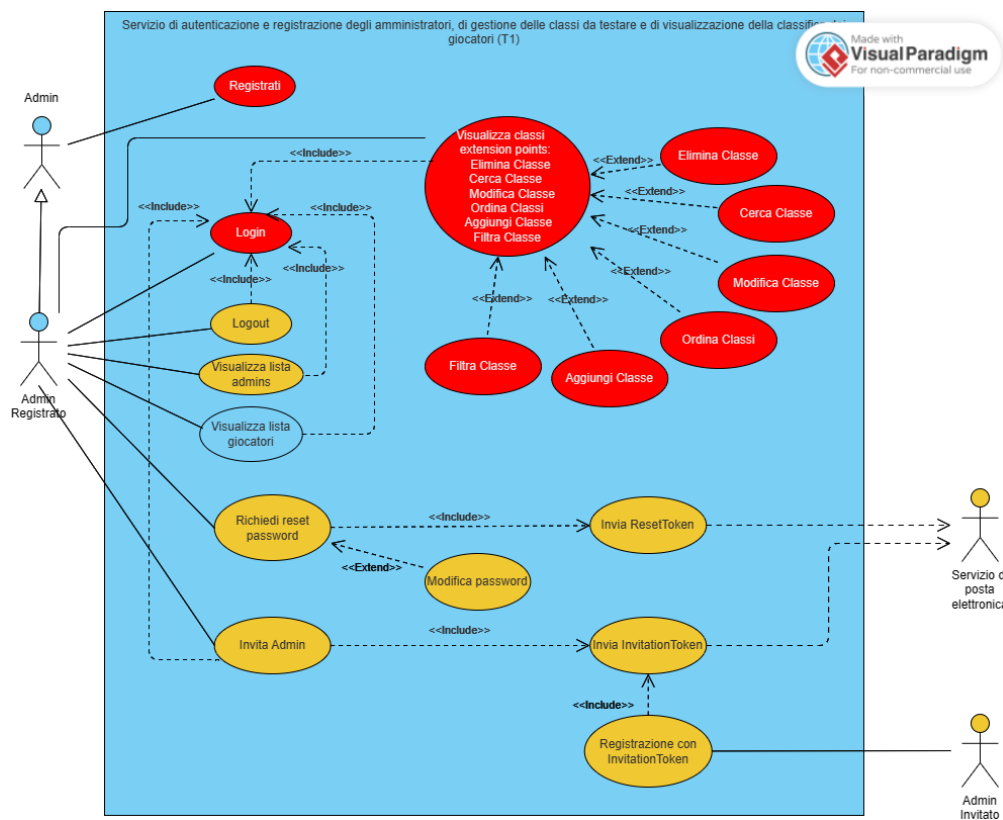 Servizio di autenticazione e registrazione degli amministratori, di gestione delle classi da testare e di visualizzazione della classifica
giocatori (T1)
Made with
Visual Paradigm
For non-commercial use
Admin
Registrati
Visualizza classi
extension points:
Elimina Classe
Cerca Classe
Modifica Classe
Ordina Classi
Aggiungi Classe
Filtra Classe
<<Include>>
<<Extend>>
Elimina Classe
<<Extend>>
Cerca Classe
<<Include>>
<<Include>>
Login
<<Extend>>
<<Include>>
<<Include>>
Modifica Classe
<<Extend>>
<<Extend>>
<<Extend>>
Logout
Ordina Classi
Admin
Registrato
Visualizza lista
admins
Filtra Classe
Aggiungi Classe
Visualizza lista
giocatori
Richiedi reset
password
<<Include>>
Invia ResetToken
<<Extend>>
Modifica password
Servizio d
posta
elettronica
Invita Admin
<<Include>>
Invia InvitationToken
<<Include>>
Registrazione con
InvitationToken
Admin
Invitato